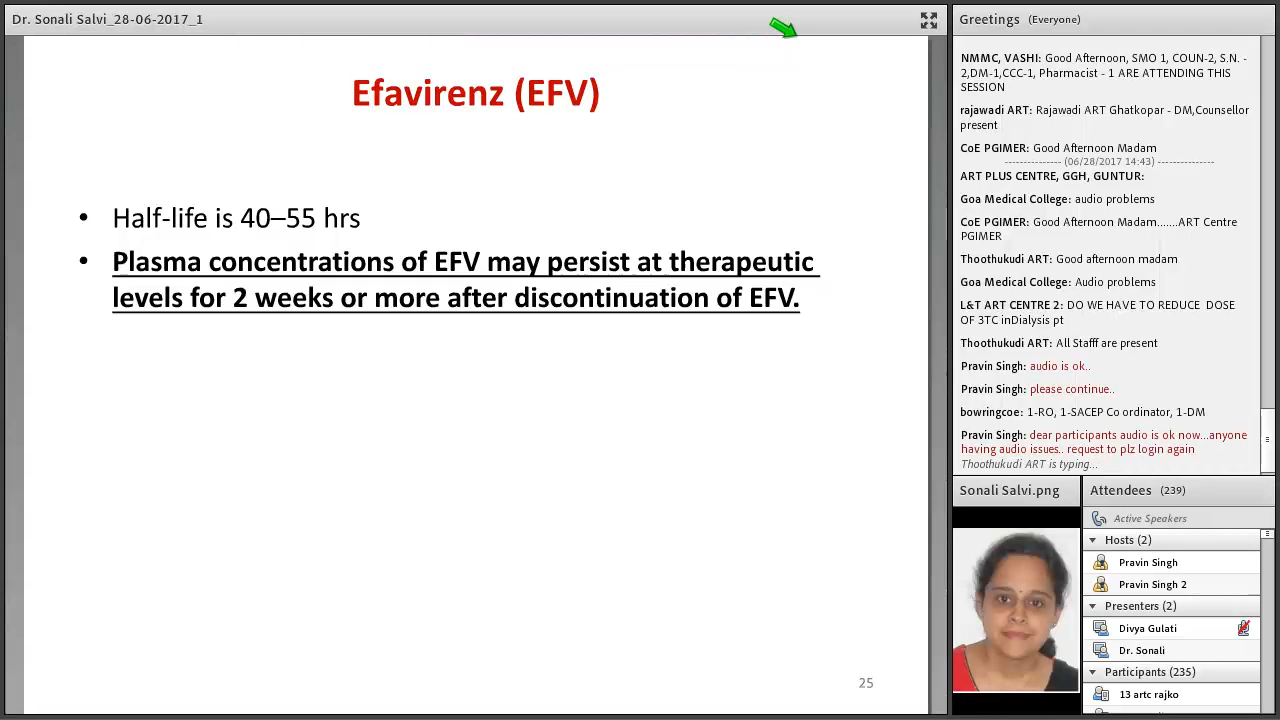 Dr. Sonali Salvi_28-06-2017_1
Efavirenz (EFV)
• Half-life is 40–55 hrs
• Plasma concentrations of EFV may persist at therapeutic
levels for 2 weeks or more after discontinuation of EFV.
25
Greetings (Everyone)
NMMC, VASHI: Good Afternoon, SMO 1, COUN-2, S.N. -
2,DM-1,CCC-1, Pharmacist - 1 ARE ATTENDING THIS
SESSION
rajawadi ART: Rajawadi ART Ghatkopar - DM,Counsellor
present
CoE PGIMER: Good Afternoon Madam
--------------- (06/28/2017 14:43) ---------------
ART PLUS CENTRE, GGH, GUNTUR:
Goa Medical College: audio problems
CoE PGIMER: Good Afternoon Madam.......ART Centre
PGIMER
Thoothukudi ART: Good afternoon madam
Goa Medical College: Audio problems
L&T ART CENTRE 2: DO WE HAVE TO REDUCE DOSE
OF 3TC inDialysis pt
Thoothukudi ART: All Stafff are present
Pravin Singh: audio is ok..
Pravin Singh: please continue..
bowringcoe: 1-RO, 1-SACEP Co ordinator, 1-DM
Pravin Singh: dear participants audio is ok now...anyone
having audio issues.. request to plz login again
Thoothukudi ART is typing...
Sonali Salvi.png
Attendees (239)
Active Speakers
Hosts (2)
Pravin Singh
Pravin Singh 2
Presenters (2)
Divya Gulati
Dr. Sonali
Participants (235)
13 artc rajko